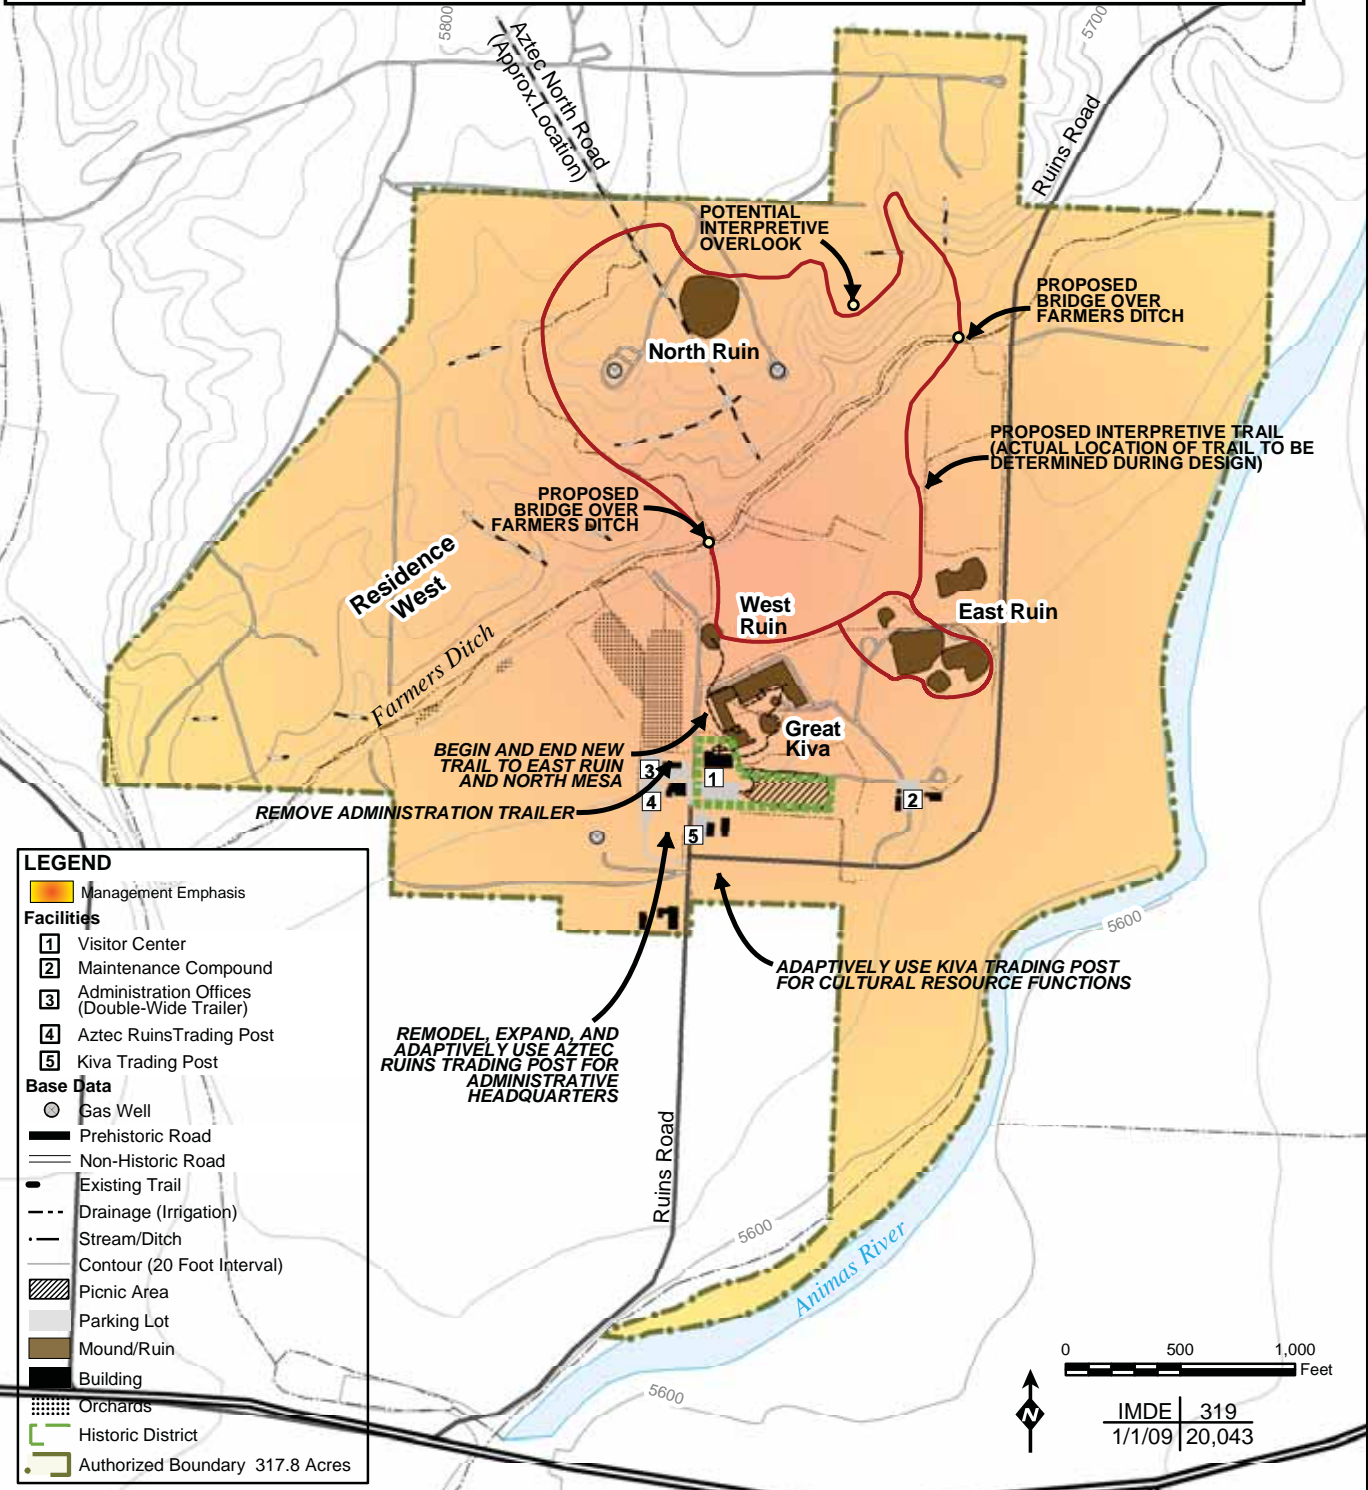 5800
5700
Aztec North Road
(Approx.Location)
Ruins Road
POTENTIAL
INTERPRETIVE
OVERLOOK
PROPOSED
BRIDGE OVER
FARMERS DITCH
North Ruin
PROPOSED INTERPRETIVE TRAIL
(ACTUAL LOCATION OF TRAIL TO BE
DETERMINED DURING DESIGN)
PROPOSED
BRIDGE OVER
FARMERS DITCH
Residence
West
West
Ruin
East Ruin
Farmers Ditch
Great
Kiva
BEGIN AND END NEW
TRAIL TO EAST RUIN
AND NORTH MESA
3
1
4
2
REMOVE ADMINISTRATION TRAILER
5
5600
ADAPTIVELY USE KIVA TRADING POST
FOR CULTURAL RESOURCE FUNCTIONS
REMODEL, EXPAND, AND
ADAPTIVELY USE AZTEC
RUINS TRADING POST FOR
ADMINISTRATIVE
HEADQUARTERS
Ruins Road
5600
Animas River
5600
LEGEND
Management Emphasis
Facilities
1 Visitor Center
2 Maintenance Compound
3 Administration Offices
(Double-Wide Trailer)
4 Aztec RuinsTrading Post
5 Kiva Trading Post
Base Data
Gas Well
Prehistoric Road
Non-Historic Road
Existing Trail
Drainage (Irrigation)
Stream/Ditch
Contour (20 Foot Interval)
Picnic Area
Parking Lot
Mound/Ruin
Building
Orchards
Historic District
Authorized Boundary 317.8 Acres
0 500 1,000
Feet
N
IMDE 319
1/1/09 20,043